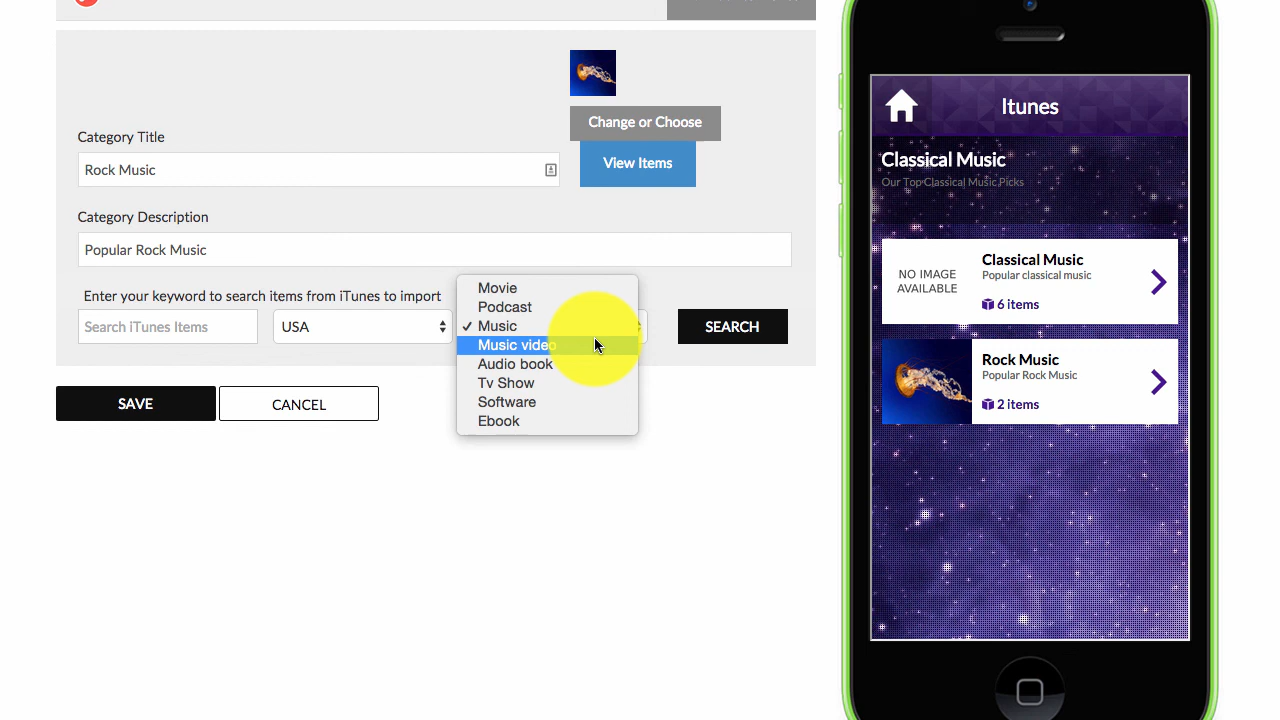 Change or Choose
Category Title
Rock Music
View Items
Category Description
Popular Rock Music
Enter your keyword to search items from iTunes to import
Search iTunes Items
USA
Movie
Podcast
✓ Music
Music video
Audio book
Tv Show
Software
Ebook
SEARCH
SAVE
CANCEL
Itunes
Classical Music
Our Top Classical Music Picks
NO IMAGE
AVAILABLE
Classical Music
Popular classical music
6 items
Rock Music
Popular Rock Music
2 items